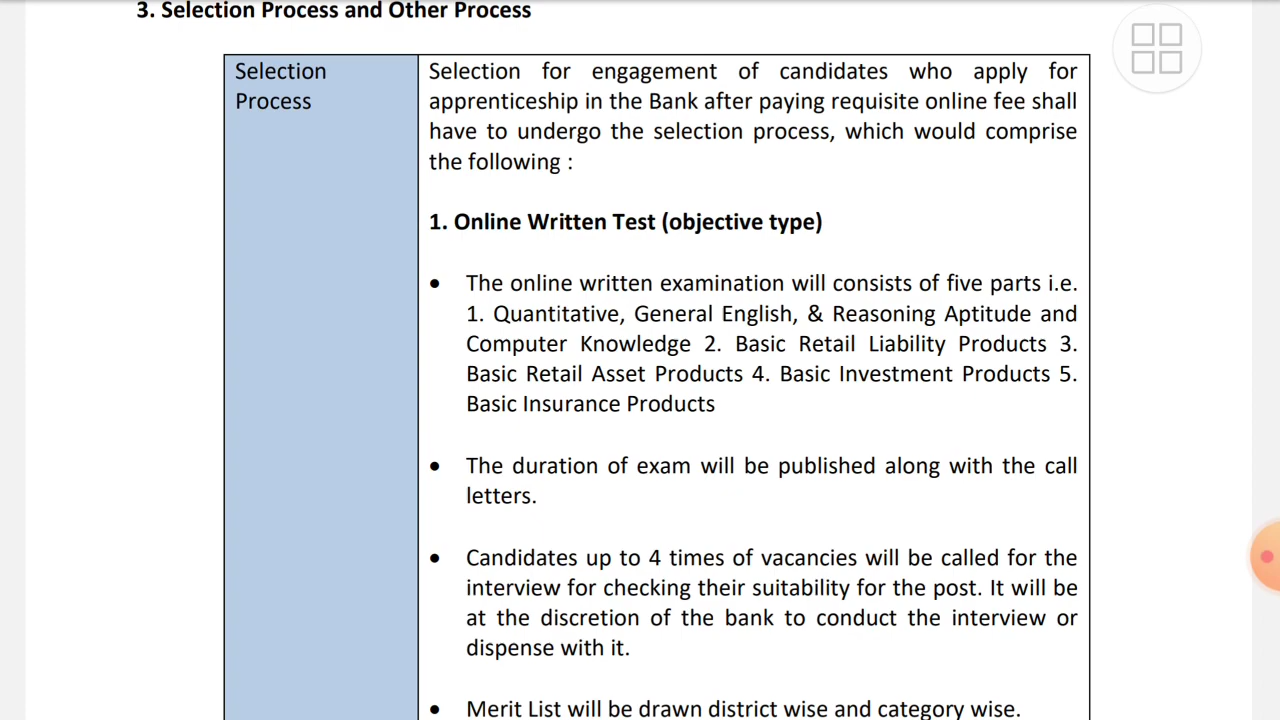 3. Selection Process and Other Process
Selection
Process
Selection for engagement of candidates who apply for
apprenticeship in the Bank after paying requisite online fee shall
have to undergo the selection process, which would comprise
the following :
1. Online Written Test (objective type)
• The online written examination will consists of five parts i.e.
1. Quantitative, General English, & Reasoning Aptitude and
Computer Knowledge 2. Basic Retail Liability Products 3.
Basic Retail Asset Products 4. Basic Investment Products 5.
Basic Insurance Products
• The duration of exam will be published along with the call
letters.
• Candidates up to 4 times of vacancies will be called for the
interview for checking their suitability for the post. It will be
at the discretion of the bank to conduct the interview or
dispense with it.
• Merit List will be drawn district wise and category wise.